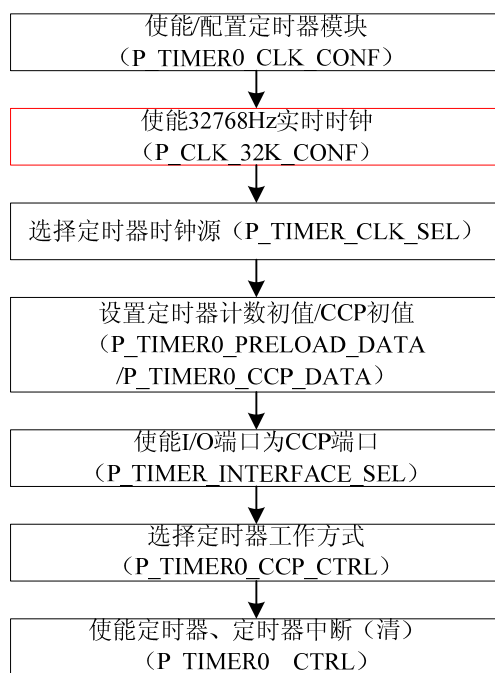 使能/配置定时器模块
（P_TIMER0_CLK_CONF）
使能32768Hz实时时钟
（P_CLK_32K_CONF）
选择定时器时钟源（P_TIMER_CLK_SEL）
设置定时器计数初值/CCP初值
（P_TIMER0_PRELOAD_DATA
/P_TIMER0_CCP_DATA）
使能I/O端口为CCP端口
（P_TIMER_INTERFACE_SEL）
选择定时器工作方式
（P_TIMER0_CCP_CTRL）
使能定时器、定时器中断（清）
（P_TIMER0_CTRL）